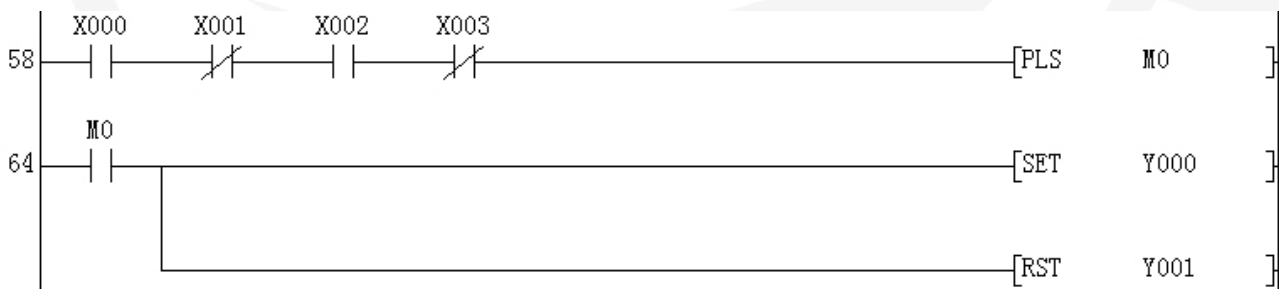 X000 X001 X002 X003
58 [PLS M0 ]
M0
64 [SET Y000 ]
[RST Y001 ]